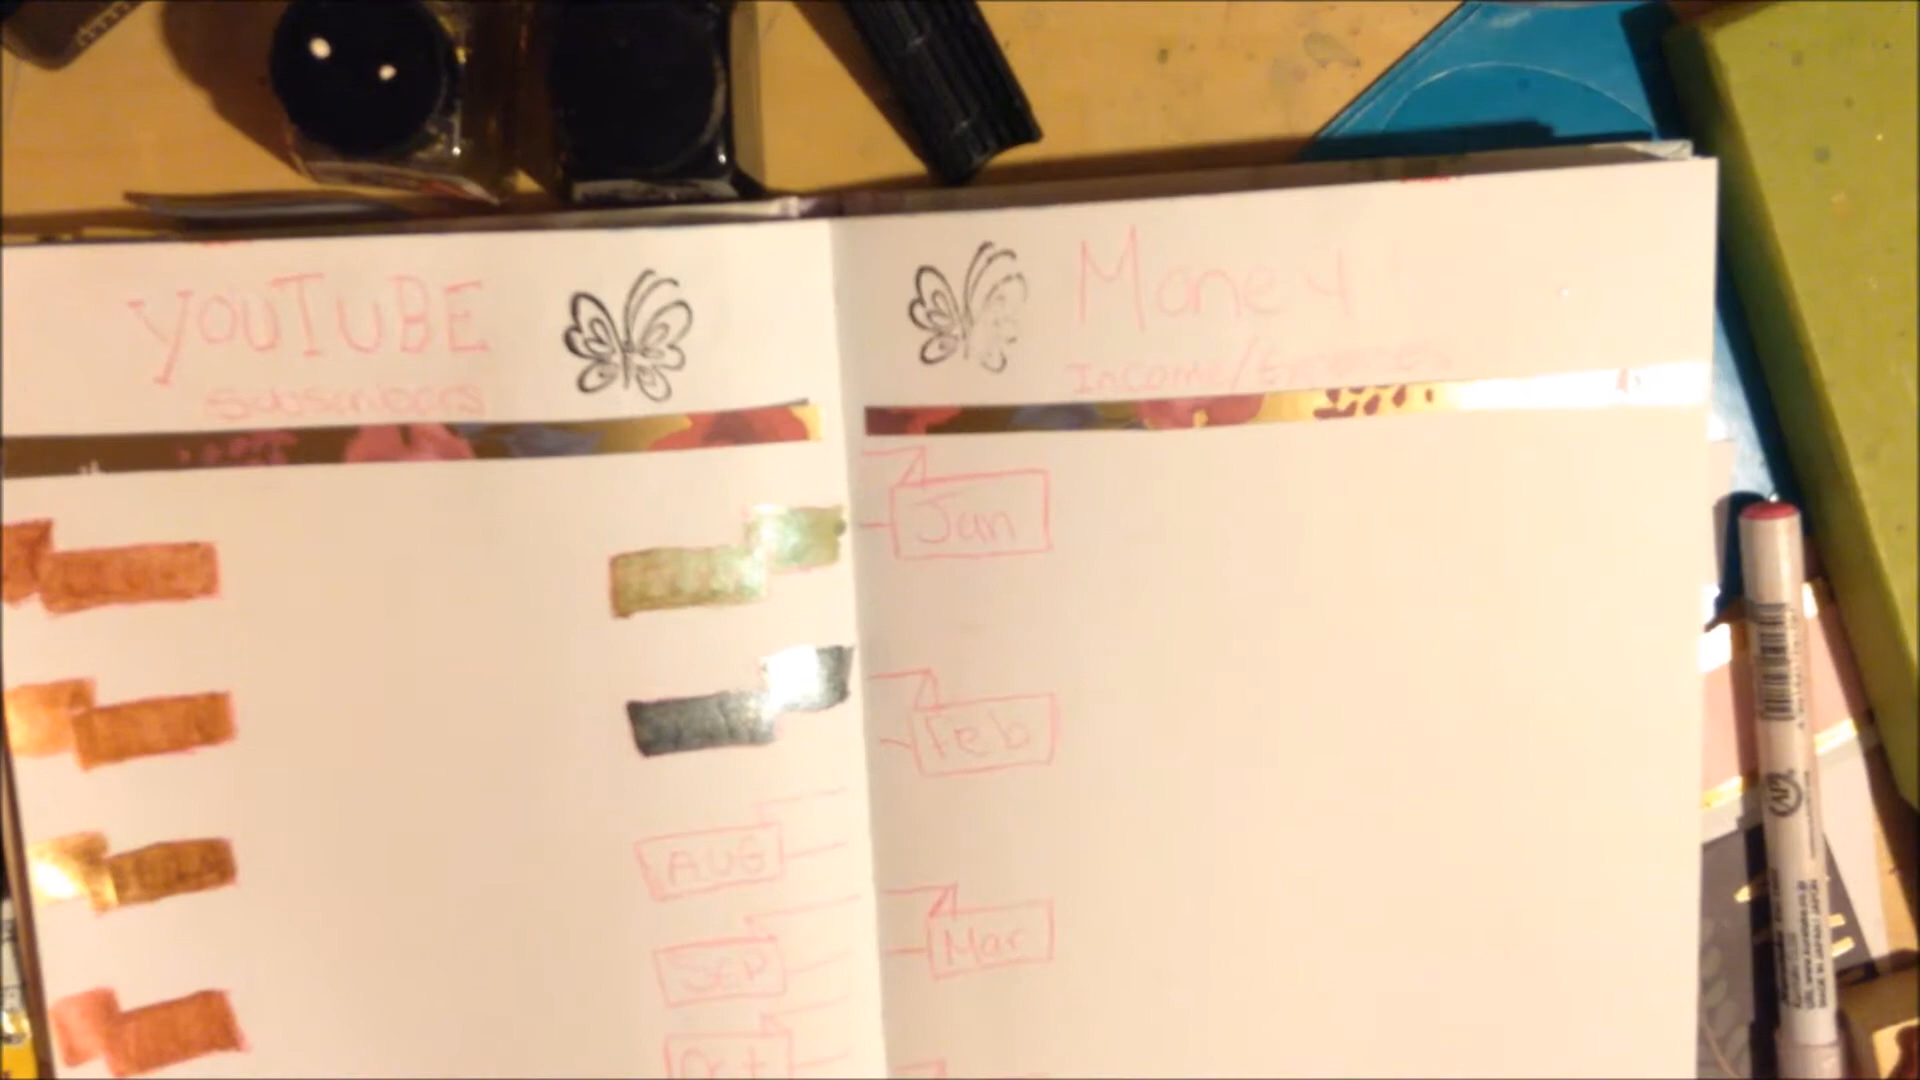 YOUTUBE
Subscribers
AUG
SEP
Oct
Money
Income/Expenses
Jan
Feb
Mar